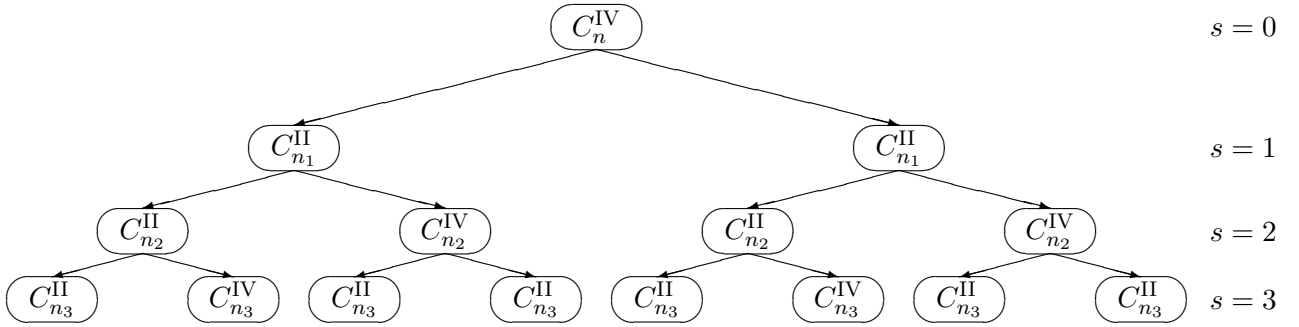 C_n^IV s = 0
C_{n_1}^II C_{n_1}^II s = 1
C_{n_2}^II C_{n_2}^IV C_{n_2}^II C_{n_2}^IV s = 2
C_{n_3}^II C_{n_3}^IV C_{n_3}^II C_{n_3}^II C_{n_3}^II C_{n_3}^IV C_{n_3}^II C_{n_3}^II s = 3